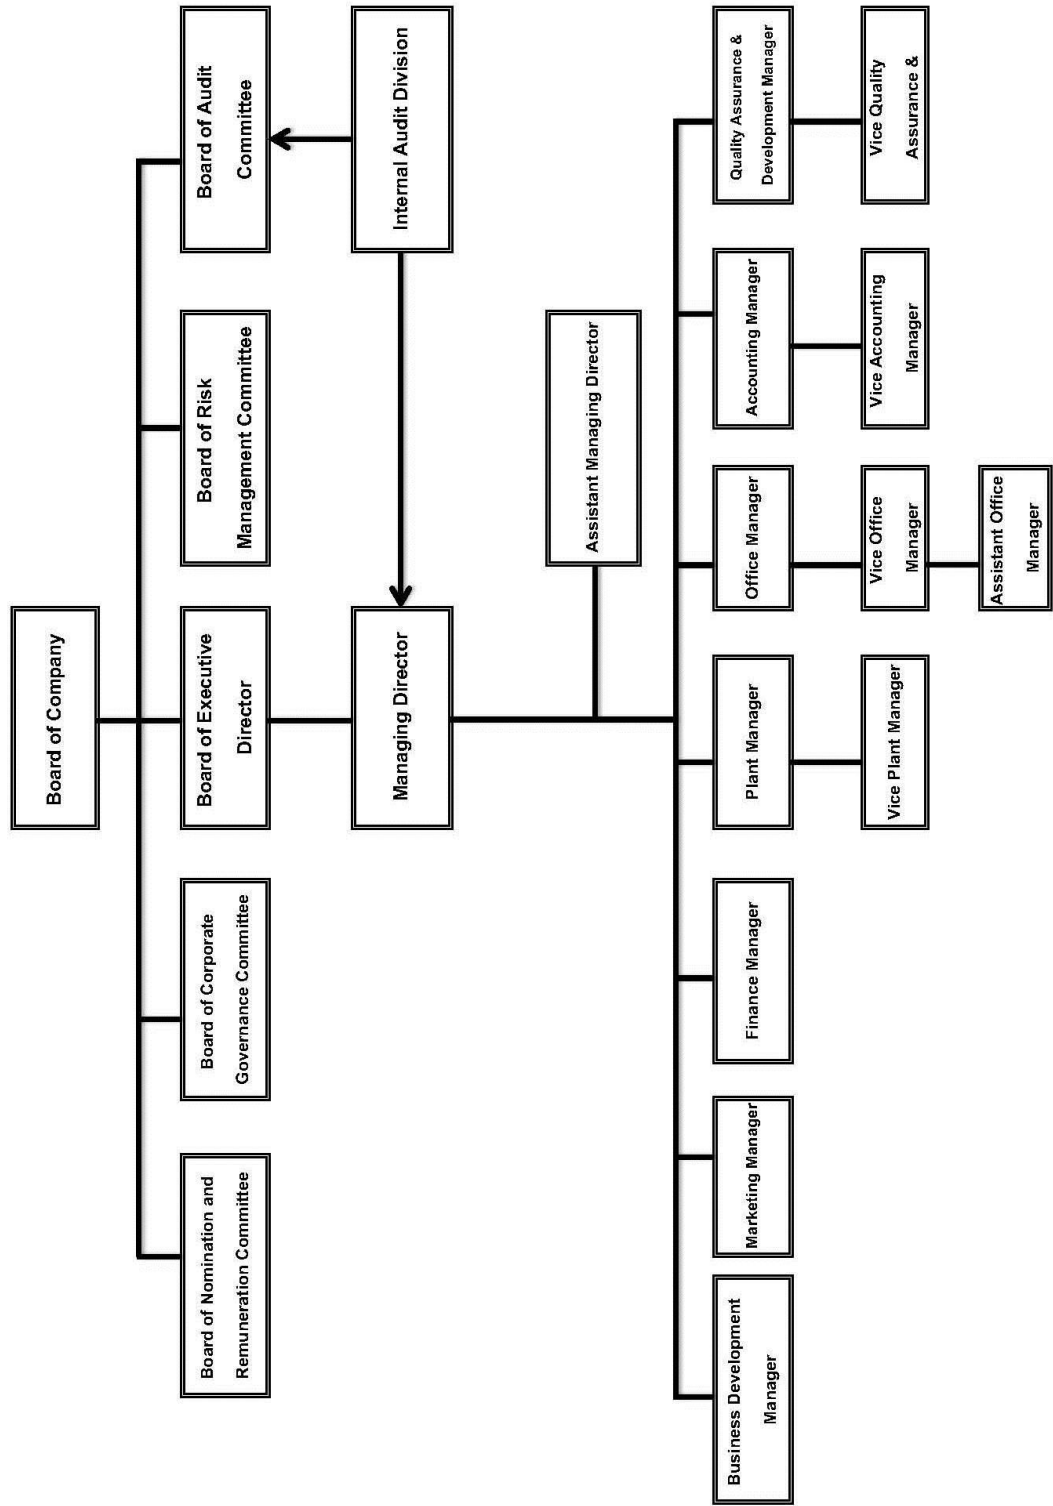 Board of Company
Board of Nomination and
Remuneration Committee
Board of Corporate
Governance Committee
Board of Executive
Director
Board of Risk
Management Committee
Board of Audit
Committee
Managing Director
Internal Audit Division
Assistant Managing Director
Business Development
Manager
Marketing Manager
Finance Manager
Plant Manager
Office Manager
Accounting Manager
Quality Assurance &
Development Manager
Vice Plant Manager
Vice Office
Manager
Vice Accounting
Manager
Vice Quality
Assurance &
Assistant Office
Manager